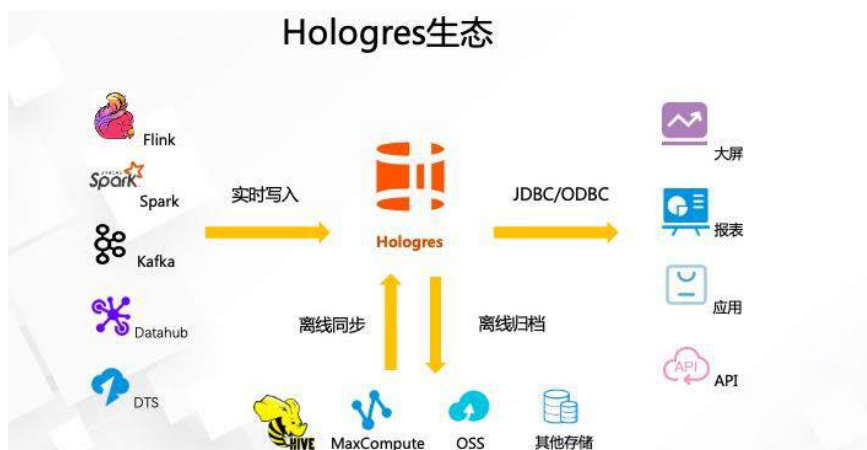 Hologres生态
Flink
Spark
Spark
Kafka
Datahub
DTS
实时写入
Hologres
JDBC/ODBC
离线同步
离线归档
HIVE
MaxCompute
OSS
其他存储
大屏
报表
应用
API
API